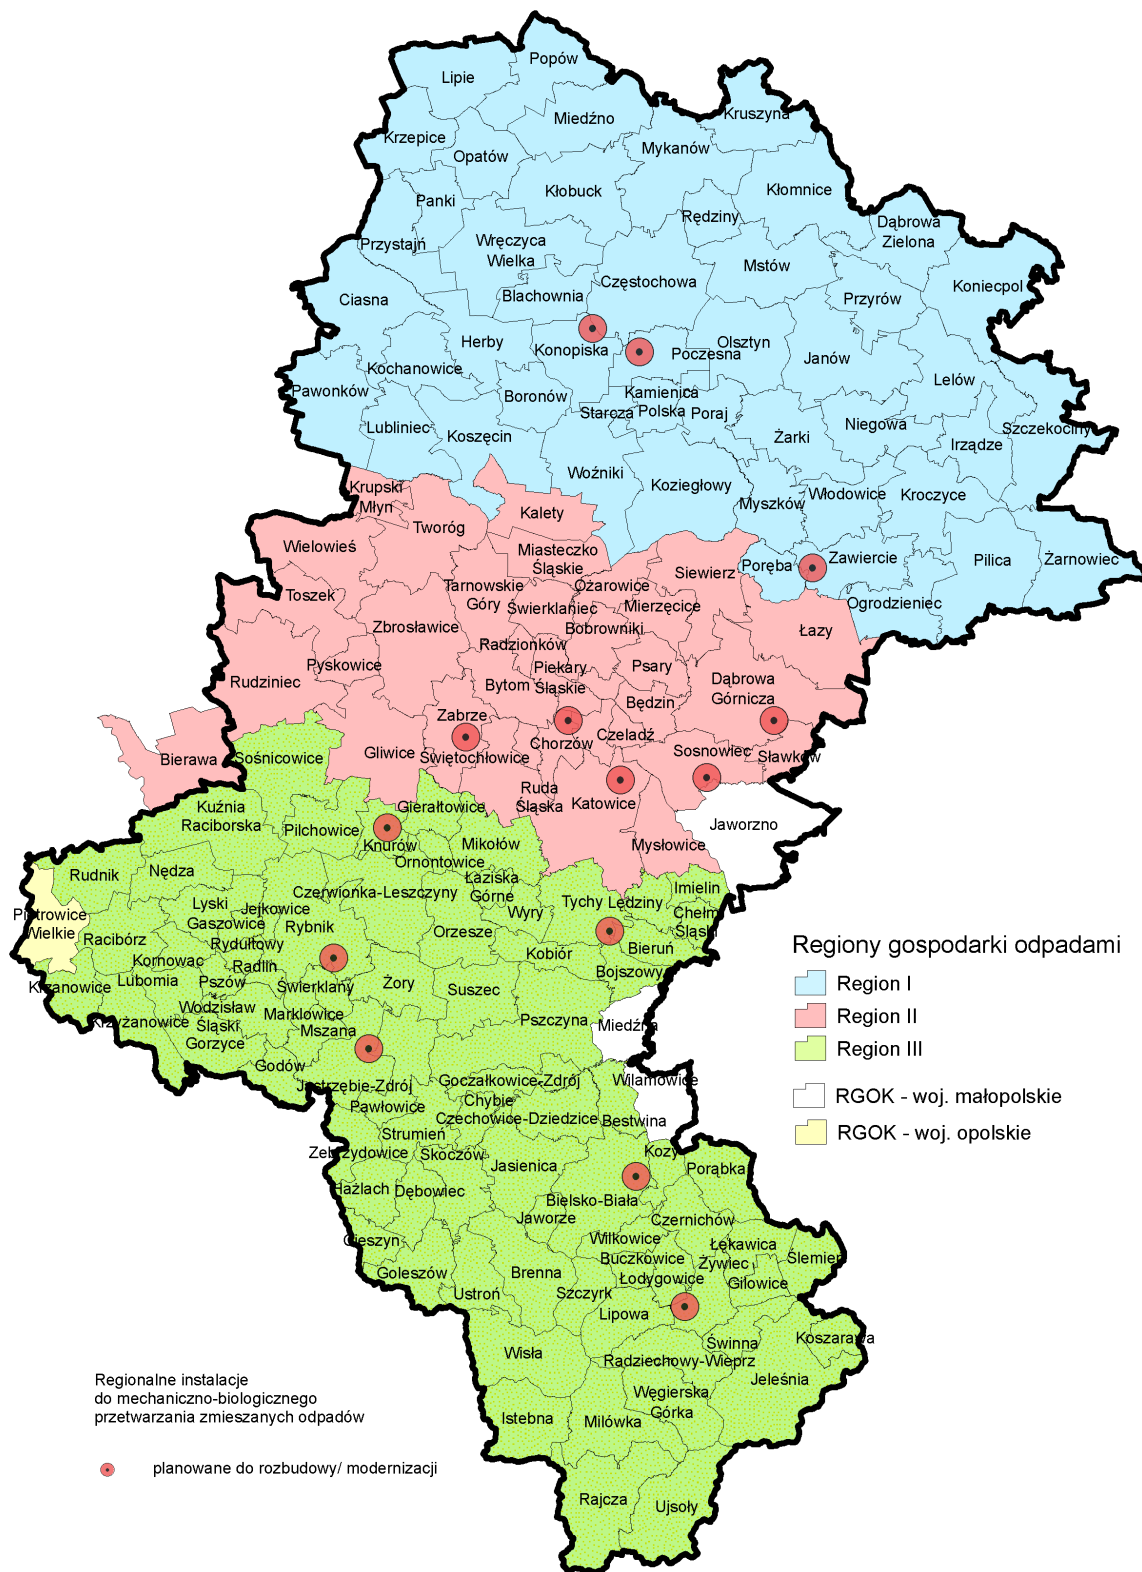 Popów
Lipie
Kruszyna
Miedźno
Krzepice
Mykanów
Opatów
Kłobuck
Kłomnice
Panki
Rędziny
Dąbrowa
Zielona
Przystajń
Wręczyca
Wielka
Mstów
Częstochowa
Koniecpol
Blachownia
Ciasna
Przyrów
Herby
Konopiska
Poczesna
Olsztyn
Janów
Kochanowice
Lelów
Pawonków
Boronów
Kamienica
Polska
Starcza
Poraj
Niegowa
Szczekociny
Lubliniec
Koszęcin
Żarki
Irządze
Woźniki
Koziegłowy
Myszków
Włodowice
Kroczyce
Krupski
Młyn
Kalety
Tworóg
Wielowieś
Miasteczko
Śląskie
Zawiercie
Pilica
Żarnowiec
Poręba
Siewierz
Tarnowskie
Góry
Ożarowice
Toszek
Świerklaniec
Mierzęcice
Ogrodzieniec
Zbrosławice
Bobrowniki
Łazy
Radzionków
Pyskowice
Piekary
Śląskie
Psary
Rudziniec
Bytom
Dąbrowa
Górnicza
Będzin
Zabrze
Chorzów
Czeladź
Bierawa
Sośnicowice
Gliwice
Świętochłowice
Sosnowiec
Sławków
Ruda
Śląska
Katowice
Kuźnia
Raciborska
Gierałtowice
Pilchowice
Jaworzno
Knurów
Mikołów
Mysłowice
Ornontowice
Rudnik
Nędza
Łaziska
Górne
Czerwionka-Leszczyny
Imielin
Lyski
Jejkowice
Tychy
Lędziny
Pietrowice
Wielkie
Gaszowice
Rybnik
Wyry
Chełm
Śląski
Racibórz
Rydułtowy
Orzesze
Bieruń
Kornowac
Radlin
Kobiór
Bojszowy
Krzanowice
Lubomia
Pszów
Świerklany
Żory
Suszec
Wodzisław
Śląski
Marklowice
Krzyżanowice
Mszana
Pszczyna
Miedźna
Gorzyce
Godów
Jastrzębie-Zdrój
Goczałkowice-Zdrój
Wilamowice
Pawłowice
Chybie
Czechowice-Dziedzice
Bestwina
Strumień
Zebrzydowice
Skoczów
Kozy
Jasienica
Porąbka
Hażlach
Dębowiec
Bielsko-Biała
Jaworze
Czernichów
Cieszyn
Wilkowice
Łękawica
Buczkowice
Żywiec
Ślemień
Goleszów
Brenna
Łodygowice
Gilowice
Ustroń
Szczyrk
Lipowa
Koszarawa
Świnna
Wisła
Radziechowy-Wieprz
Jeleśnia
Węgierska
Górka
Istebna
Milówka
Rajcza
Ujsoły
Regiony gospodarki odpadami
Region I
Region II
Region III
RGOK - woj. małopolskie
RGOK - woj. opolskie
Regionalne instalacje
do mechaniczno-biologicznego
przetwarzania zmieszanych odpadów
planowane do rozbudowy/ modernizacji